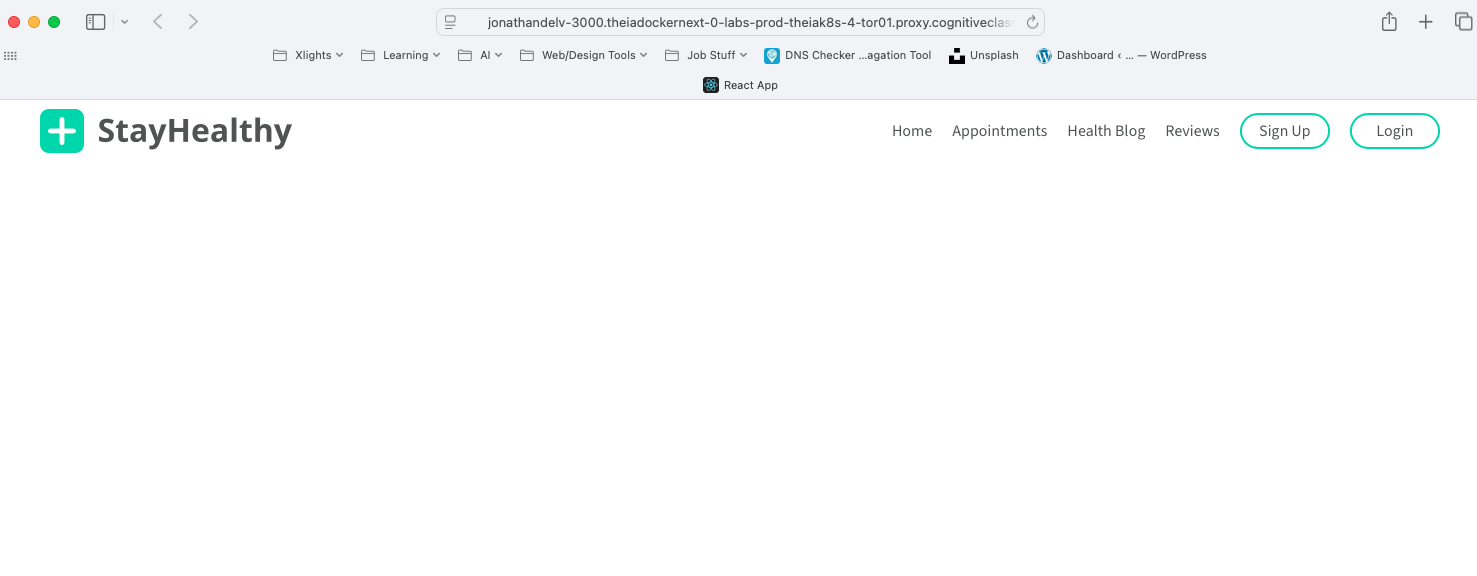 jonathandelv-3000.theiadockernext-0-labs-prod-theiak8s-4-tor01.proxy.cognitiveclas
Xlights Learning AI Web/Design Tools Job Stuff DNS Checker ...agation Tool Unsplash Dashboard ‹ ... — WordPress
React App
StayHealthy Home Appointments Health Blog Reviews Sign Up Login